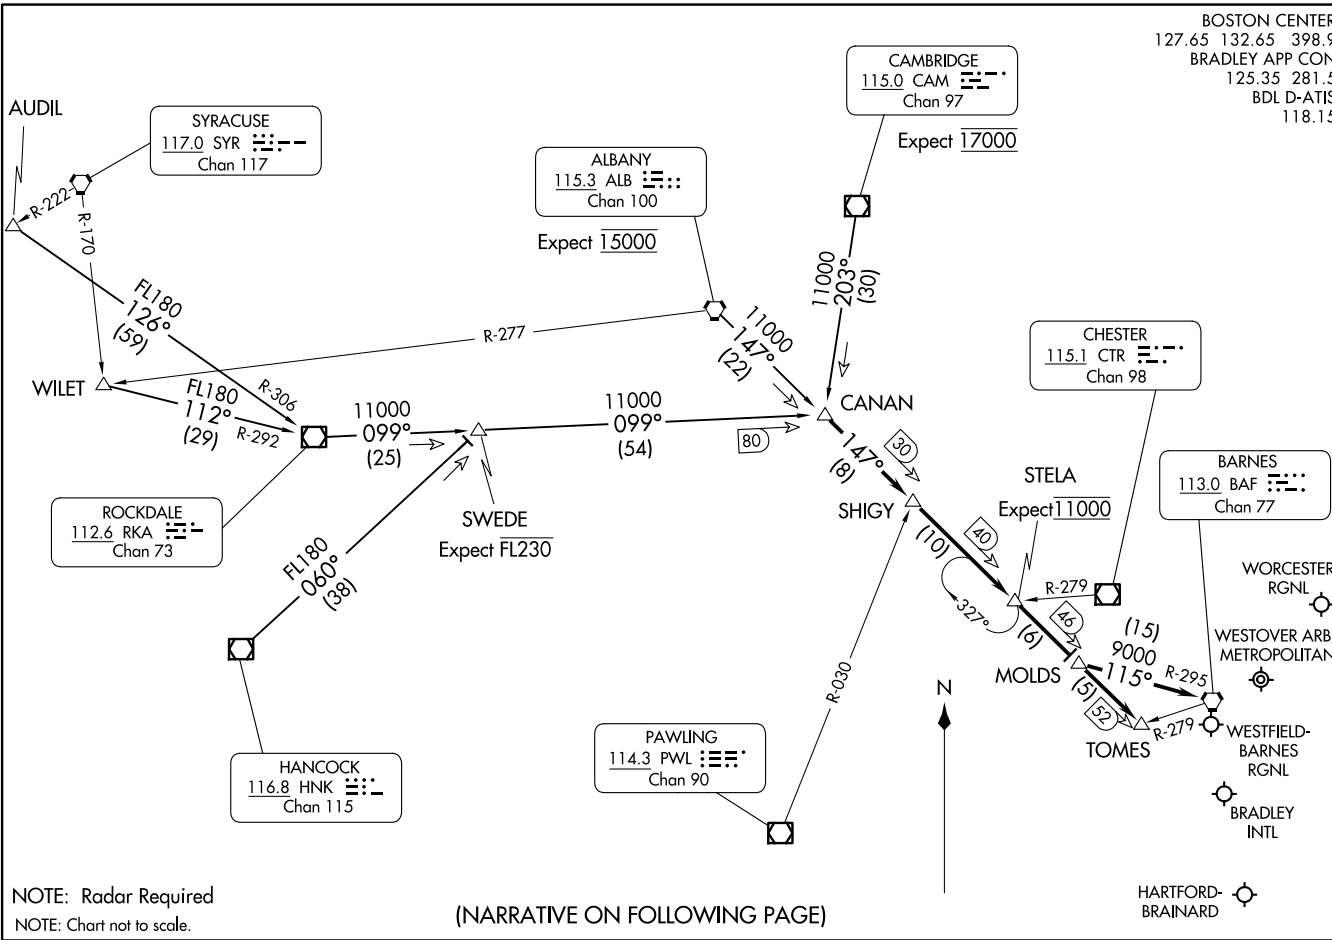 BOSTON CENTER
127.65 132.65 398.9
BRADLEY APP CON
125.35 281.5
BDL D-ATIS
118.15
CAMBRIDGE
115.0 CAM
Chan 97
Expect 17000
AUDIL
SYRACUSE
117.0 SYR
Chan 117
ALBANY
115.3 ALB
Chan 100
Expect 15000
R-222
R-170
11000
203°
(30)
FL180
126°
(59)
R-277
11000
147°
(22)
CHESTER
115.1 CTR
Chan 98
WILET
FL180
112°
(29)
R-306
R-292
11000
099°
(25)
11000
099°
(54)
80
CANAN
147°
(8)
30
ROCKDALE
112.6 RKA
Chan 73
SWEDE
Expect FL230
SHIGY
STELA
Expect 11000
BARNES
113.0 BAF
Chan 77
(10)
40
FL180
060°
(38)
327°
R-279
(6)
46
WORCESTER
RGNL
WESTOVER ARB
METROPOLITAN
(15)
9000
115°
R-295
MOLDS
(5)
52
R-279
TOMES
R-030
N
WESTFIELD-
BARNES
RGNL
HANCOCK
116.8 HNK
Chan 115
PAWLING
114.3 PWL
Chan 90
BRADLEY
INTL
NOTE: Radar Required
NOTE: Chart not to scale.
(NARRATIVE ON FOLLOWING PAGE)
HARTFORD-
BRAINARD